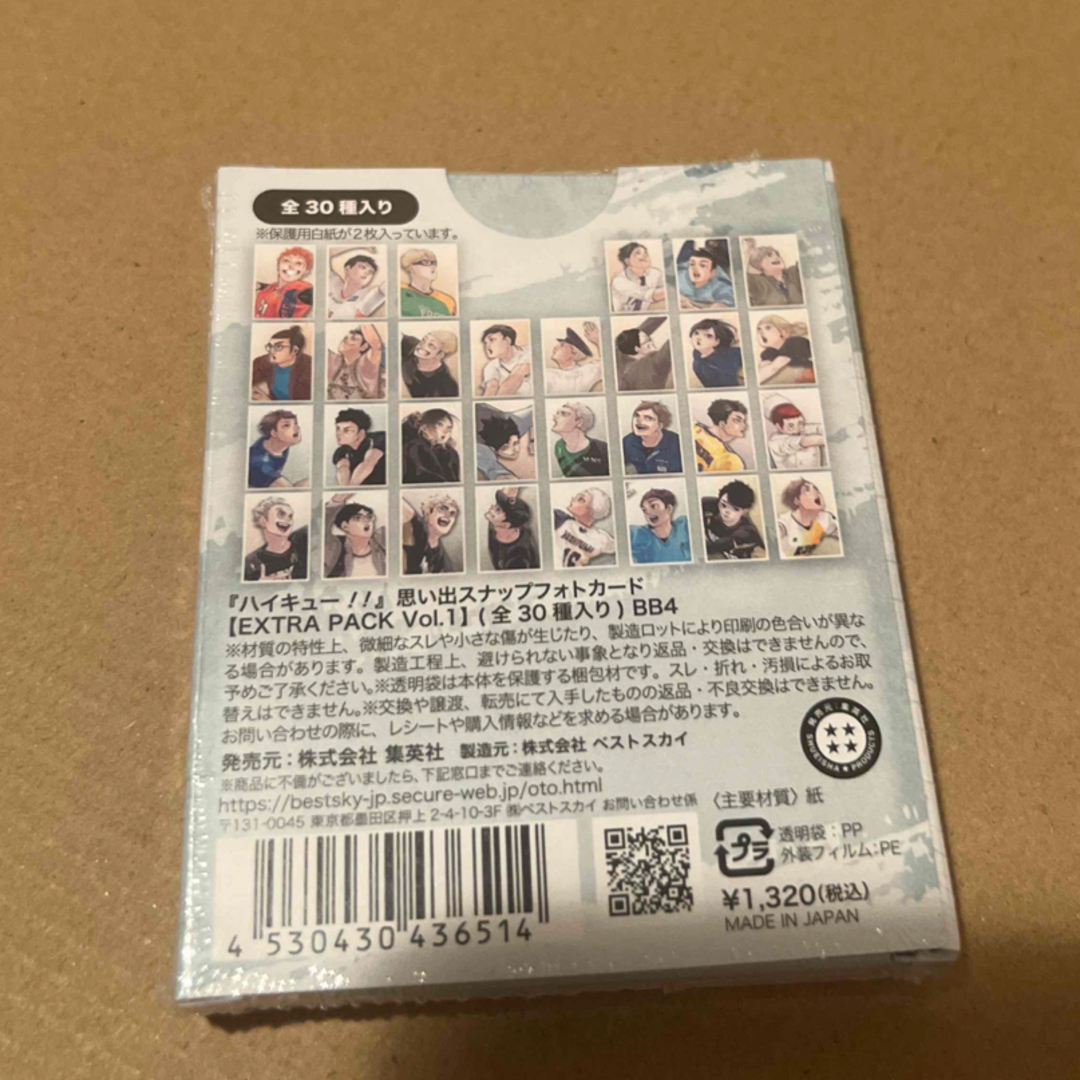 全30種入り
※保護用白紙が2枚入っています。
『ハイキュー!!』思い出スナップフォトカード
【EXTRA PACK Vol.1】(全30種入り) BB4
※材質の特性上、微細なスレや小さな傷が生じたり、製造ロットにより印刷の色合いが異な
る場合があります。製造工程上、避けられない事象となり返品・交換はできませんので、
予めご了承ください。※透明袋は本体を保護する梱包材です。スレ・折れ・汚損によるお取
替えはできません。※交換や譲渡、転売にて入手したものの返品・不良交換はできません。
お問い合わせの際に、レシートや購入情報などを求める場合があります。
発売元:株式会社 集英社 製造元:株式会社 ベストスカイ
※商品に不備がございましたら、下記窓口までご連絡ください。
https://bestsky-jp.secure-web.jp/oto.html
〒131-0045 東京都墨田区押上 2-4-10-3F ㈱ベストスカイ お問い合わせ係
発売元:集英社
SHUEISHA★PRODUCTS
〈主要材質〉紙
プラ
透明袋:PP
外装フィルム:PE
¥1,320(税込)
MADE IN JAPAN
4 530430 436514